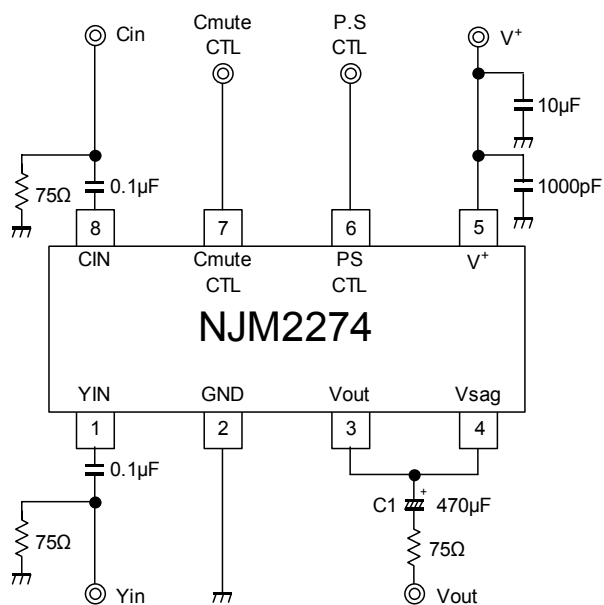 Cin
Cmute
CTL
P.S
CTL
V+
10µF
75Ω
0.1µF
1000pF
8
7
6
5
CIN
Cmute
CTL
PS
CTL
V+
NJM2274
YIN
GND
Vout
Vsag
1
2
3
4
0.1µF
C1
+
470µF
75Ω
75Ω
Yin
Vout